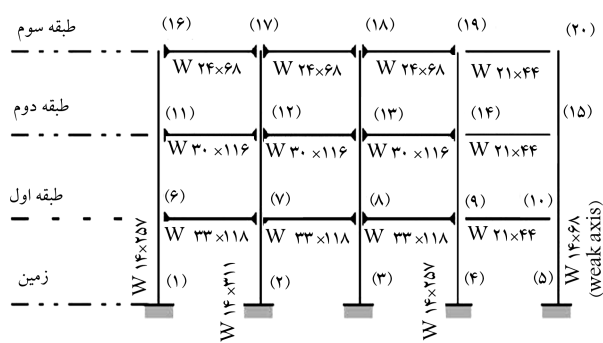 طبقه سوم
(۱۶) (۱۷) (۱۸) (۱۹) (۲۰)
W ۲۴×۶۸ W ۲۴×۶۸ W ۲۴×۶۸ W ۲۱×۴۴
طبقه دوم
(۱۱) (۱۲) (۱۳) (۱۴) (۱۵)
W ۳۰×۱۱۶ W ۳۰×۱۱۶ W ۳۰×۱۱۶ W ۲۱×۴۴
طبقه اول
(۶) (۷) (۸) (۹) (۱۰)
W ۳۳×۱۱۸ W ۳۳×۱۱۸ W ۳۳×۱۱۸ W ۲۱×۴۴
زمین
(۱) (۲) (۳) (۴) (۵)
W ۱۴×۲۵۷
W ۱۴×۳۱۱
W ۱۴×۲۵۷
W ۱۴×۶۸
(weak axis)